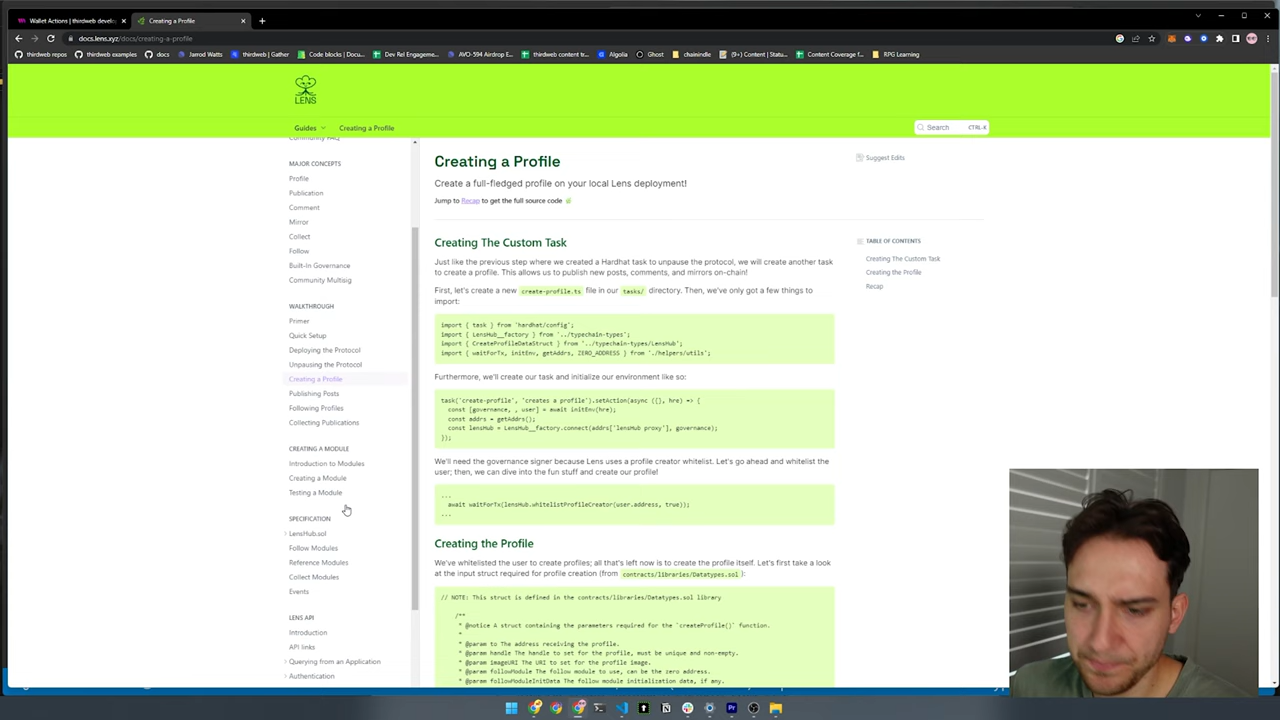 Wallet Actions | thirdweb develo
Creating a Profile
docs.lens.xyz/docs/creating-a-profile
thirdweb repos
thirdweb examples
docs
Jarrod Watts
thirdweb | Gather
Code blocks | Docu...
Dev Rel Engageme...
AVO-594 Airdrop E...
thirdweb content tr...
Algolia
Ghost
chainindle
(9+) Content | Statu...
Content Coverage f...
RPG Learning
LENS
Guides
Creating a Profile
Search
CTRL-K
Community FAQ
MAJOR CONCEPTS
Profile
Publication
Comment
Mirror
Collect
Follow
Built-In Governance
Community Multisig
WALKTHROUGH
Primer
Quick Setup
Deploying the Protocol
Unpausing the Protocol
Creating a Profile
Publishing Posts
Following Profiles
Collecting Publications
CREATING A MODULE
Introduction to Modules
Creating a Module
Testing a Module
SPECIFICATION
LensHub.sol
Follow Modules
Reference Modules
Collect Modules
Events
LENS API
Introduction
API links
Querying from an Application
Authentication
Creating a Profile
Create a full-fledged profile on your local Lens deployment!
Jump to Recap to get the full source code
Creating The Custom Task
Just like the previous step where we created a Hardhat task to unpause the protocol, we will create another task
to create a profile. This allows us to publish new posts, comments, and mirrors on-chain!
First, let's create a new create-profile.ts file in our tasks/ directory. Then, we've only got a few things to
import:
import { task } from 'hardhat/config';
import { LensHub__factory } from '../typechain-types';
import { CreateProfileDataStruct } from '../typechain-types/LensHub';
import { waitForTx, initEnv, getAddrs, ZERO_ADDRESS } from './helpers/utils';
Furthermore, we'll create our task and initialize our environment like so:
task('create-profile', 'creates a profile').setAction(async ({}, hre) => {
const [governance, , user] = await initEnv(hre);
const addrs = getAddrs();
const lensHub = LensHub__factory.connect(addrs['lensHub proxy'], governance);
});
We'll need the governance signer because Lens uses a profile creator whitelist. Let's go ahead and whitelist the
user; then, we can dive into the fun stuff and create our profile!
...
await waitForTx(lensHub.whitelistProfileCreator(user.address, true));
...
Creating the Profile
We've whitelisted the user to create profiles; all that's left now is to create the profile itself. Let's first take a look
at the input struct required for profile creation (from contracts/libraries/Datatypes.sol):
// NOTE: This struct is defined in the contracts/libraries/Datatypes.sol library
/**
* @notice A struct containing the parameters required for the `createProfile()` function.
*
* @param to The address receiving the profile.
* @param handle The handle to set for the profile, must be unique and non-empty.
* @param imageURI The URI to set for the profile image.
* @param followModule The follow module to use, can be the zero address.
* @param followModuleInitData The follow module initialization data, if any.
Suggest Edits
TABLE OF CONTENTS
Creating The Custom Task
Creating the Profile
Recap